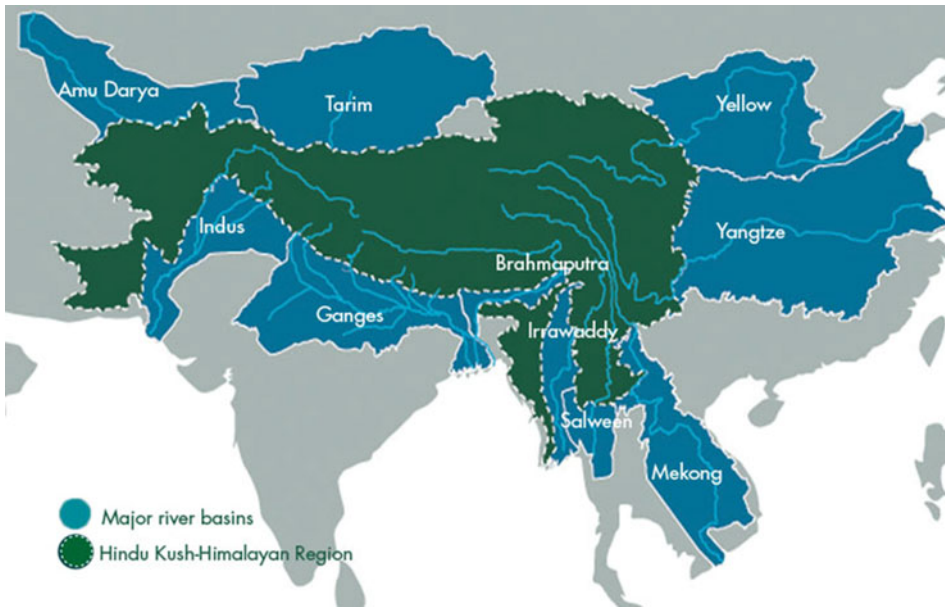 Amu Darya
Tarim
Yellow
Indus
Yangtze
Brahmaputra
Ganges
Irrawaddy
Salween
Mekong
Major river basins
Hindu Kush-Himalayan Region